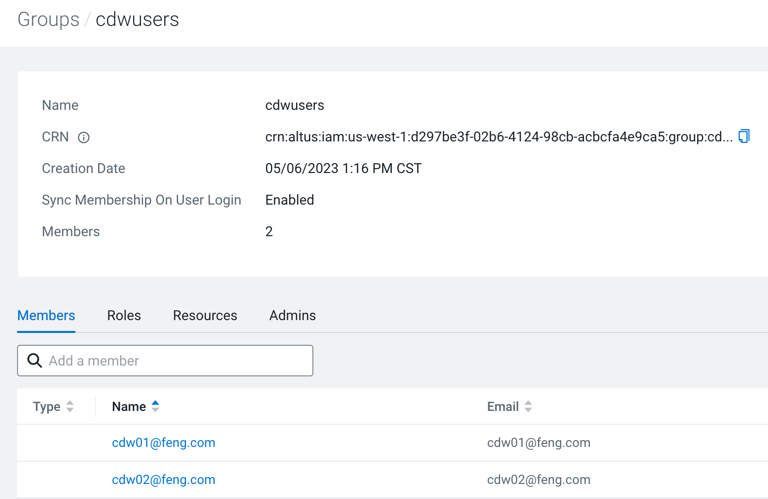 Groups / cdwusers
Name cdwusers
CRN crn:altus:iam:us-west-1:d297be3f-02b6-4124-98cb-acbcfa4e9ca5:group:cd...
Creation Date 05/06/2023 1:16 PM CST
Sync Membership On User Login Enabled
Members 2
Members Roles Resources Admins
Add a member
Type Name Email
cdw01@feng.com cdw01@feng.com
cdw02@feng.com cdw02@feng.com